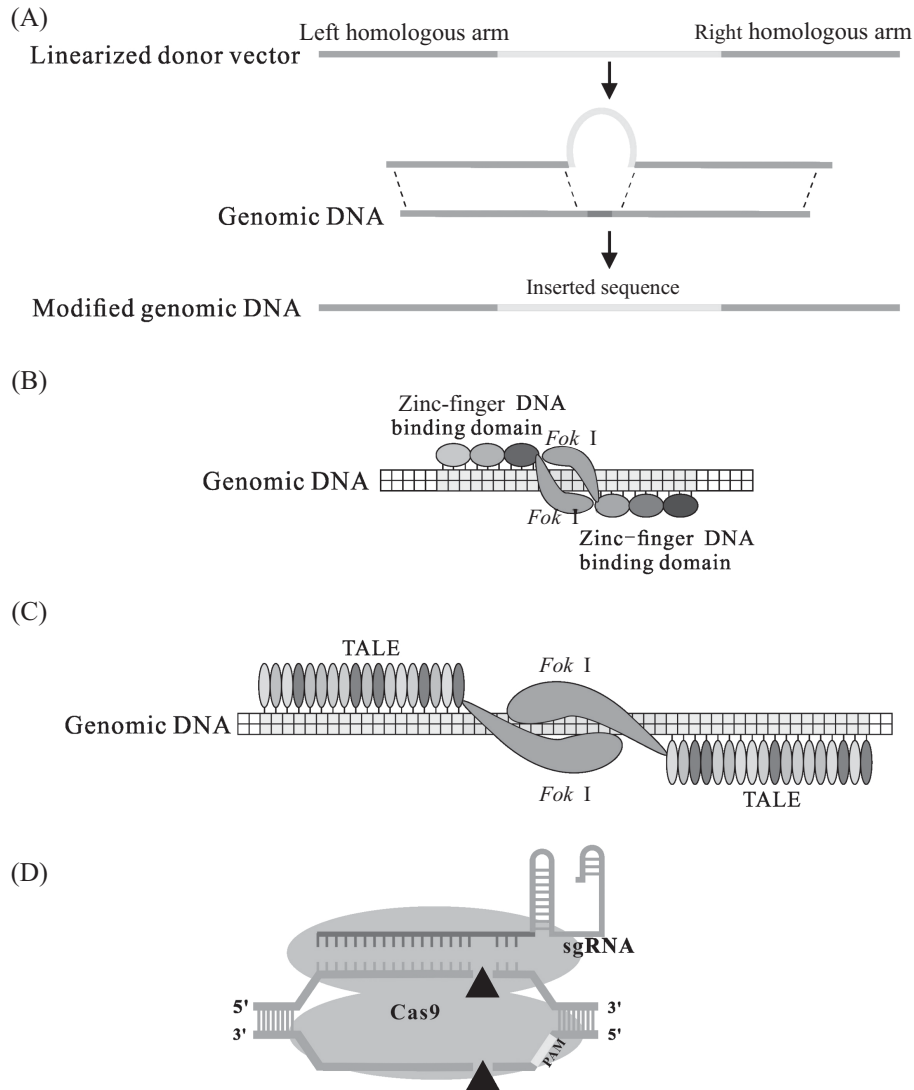 (A)
Left homologous arm
Right homologous arm
Linearized donor vector
Genomic DNA
Inserted sequence
Modified genomic DNA
(B)
Zinc-finger DNA
binding domain
Fok I
Genomic DNA
Fok I
Zinc-finger DNA
binding domain
(C)
TALE
Fok I
Genomic DNA
Fok I
TALE
(D)
sgRNA
5' 3'
Cas9
3' 5'
PAM